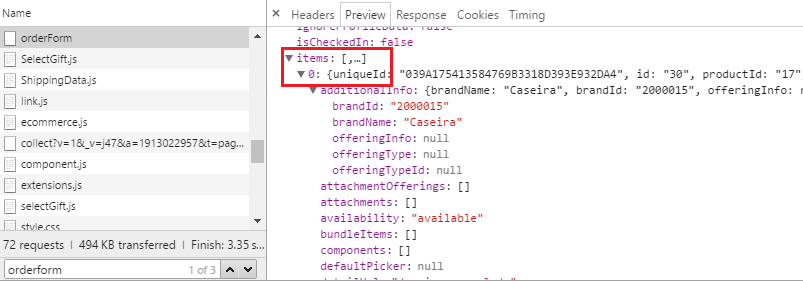 Name
orderForm
SelectGift.js
ShippingData.js
link.js
ecommerce.js
collect?v=1&_v=j47&a=1913022957&t=pag...
component.js
extensions.js
selectGift.js
style.css
72 requests | 494 KB transferred | Finish: 3.35 s...
orderform 1 of 3
× Headers Preview Response Cookies Timing
ignoreProfileData: false
isCheckedIn: false
items: [,…]
0: {uniqueId: "039A175413584769B3318D393E932DA4", id: "30", productId: "17"
additionalInfo: {brandName: "Caseira", brandId: "2000015", offeringInfo: n
brandId: "2000015"
brandName: "Caseira"
offeringInfo: null
offeringType: null
offeringTypeId: null
attachmentOfferings: []
attachments: []
availability: "available"
bundleItems: []
components: []
defaultPicker: null